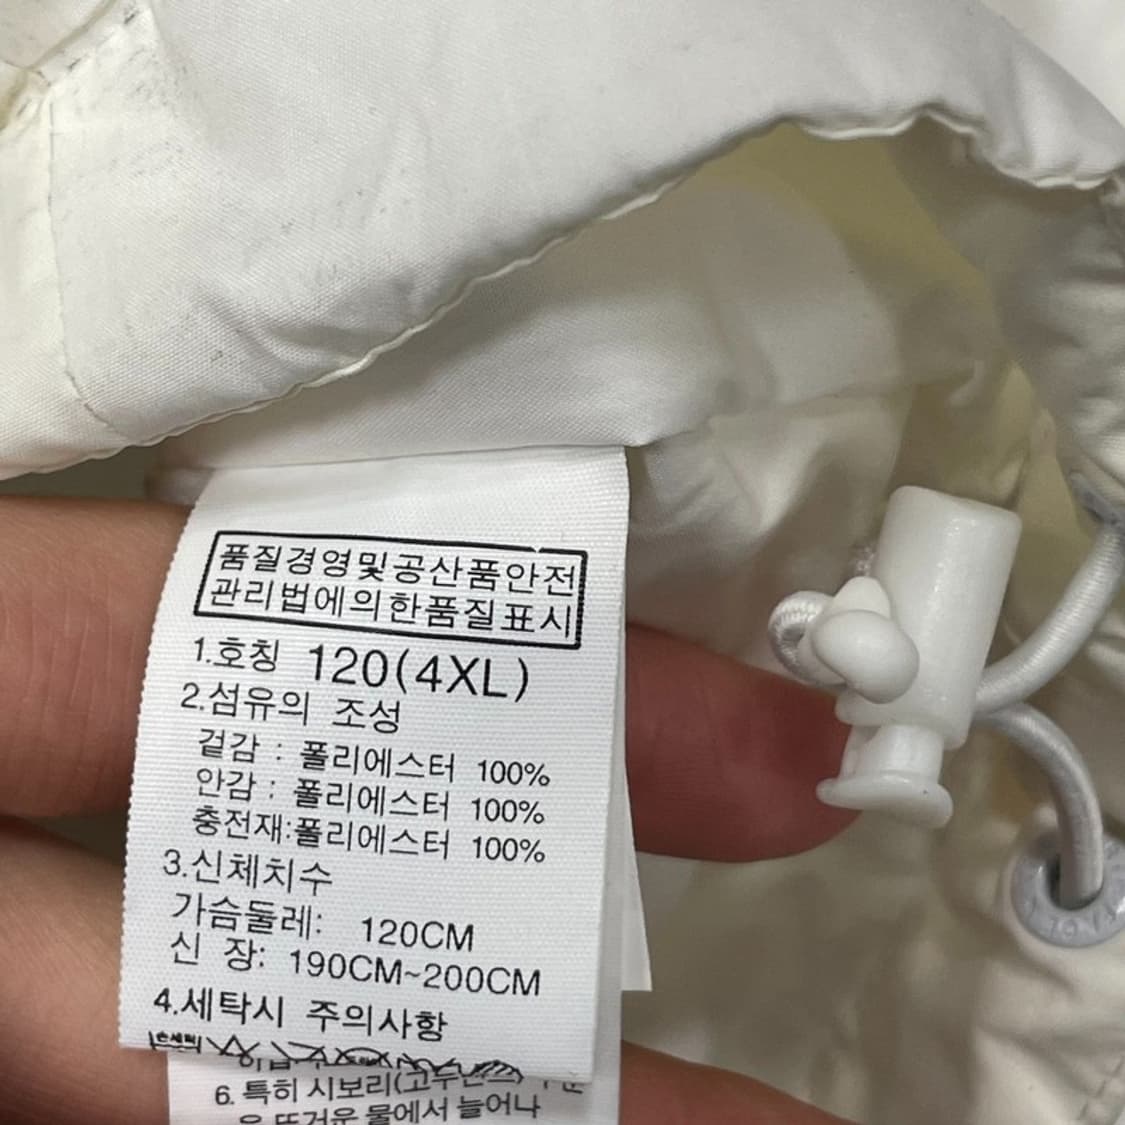 품질경영및공산품안전
관리법에의한품질표시
1.호칭 120(4XL)
2.섬유의 조성
겉감 : 폴리에스터 100%
안감 : 폴리에스터 100%
충전재:폴리에스터 100%
3.신체치수
가슴둘레: 120CM
신 장: 190CM~200CM
4.세탁시 주의사항
손세탁
6. 특히 시보리(고무단스)
은 뜨거운 물에서 늘어나